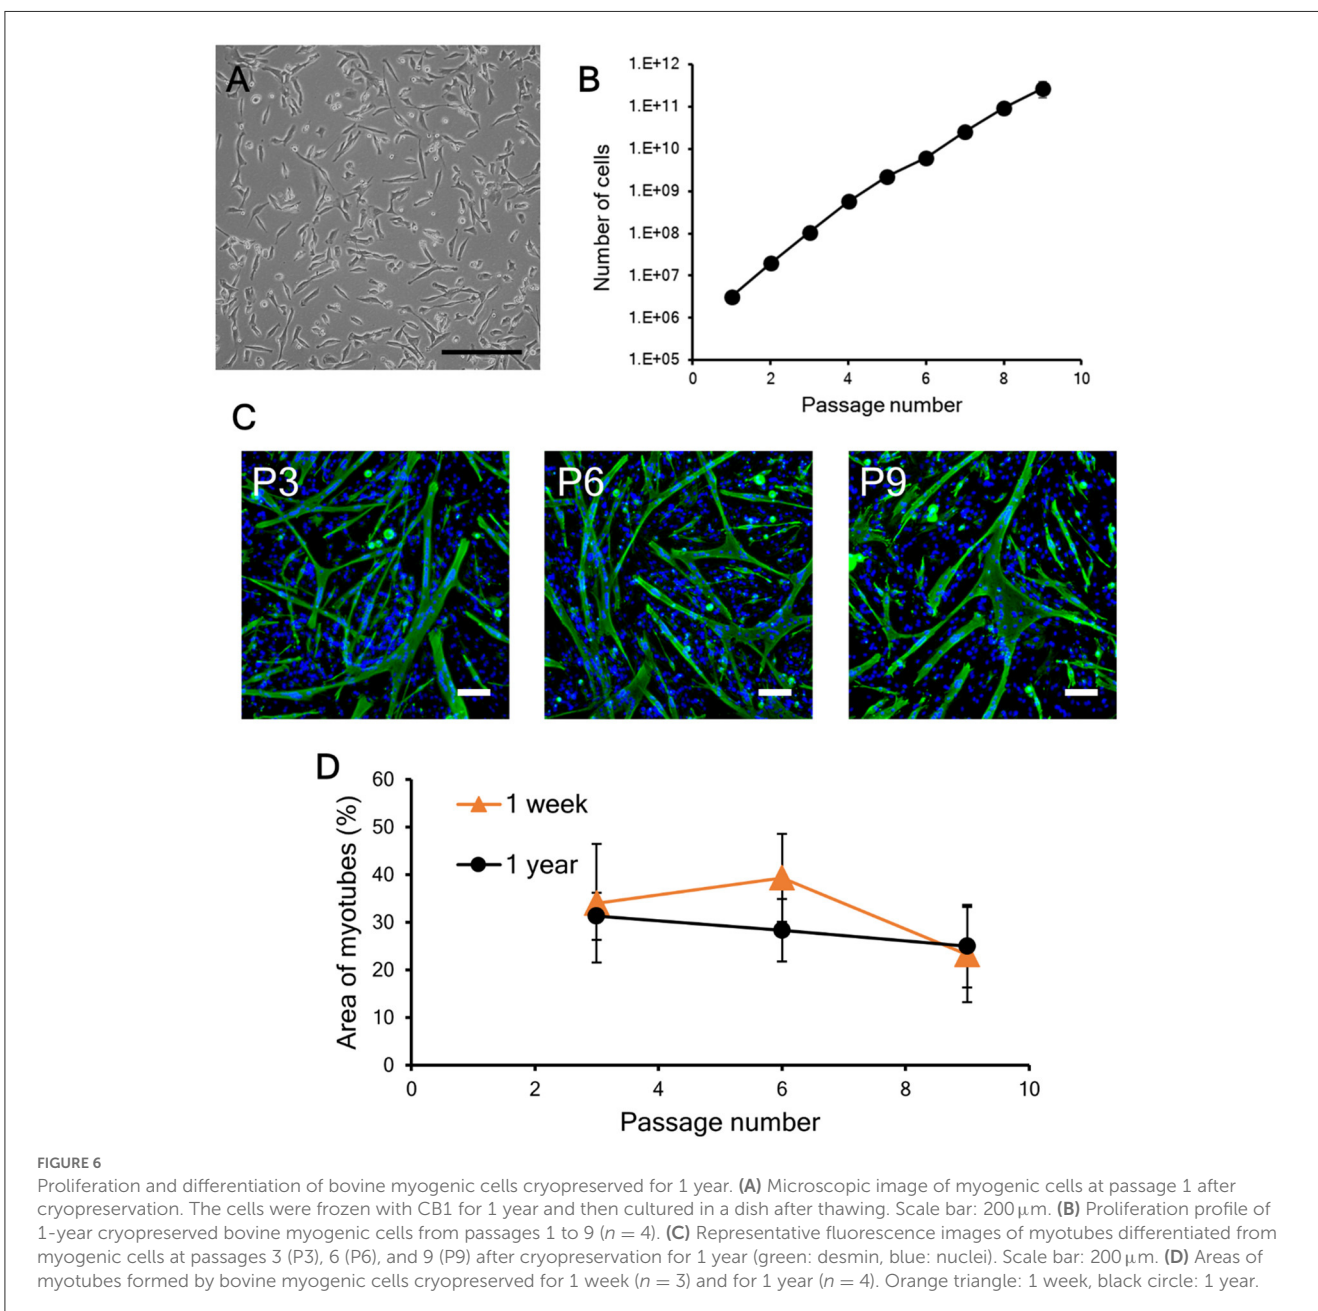 A
B
1.E+12
1.E+11
1.E+10
1.E+09
1.E+08
1.E+07
1.E+06
1.E+05
Number of cells
0 2 4 6 8 10
Passage number
C
P3 P6 P9
D
60
50
40
30
20
10
0
Area of myotubes (%)
1 week
1 year
0 2 4 6 8 10
Passage number
FIGURE 6
Proliferation and differentiation of bovine myogenic cells cryopreserved for 1 year. (A) Microscopic image of myogenic cells at passage 1 after
cryopreservation. The cells were frozen with CB1 for 1 year and then cultured in a dish after thawing. Scale bar: 200 μm. (B) Proliferation profile of
1-year cryopreserved bovine myogenic cells from passages 1 to 9 (n = 4). (C) Representative fluorescence images of myotubes differentiated from
myogenic cells at passages 3 (P3), 6 (P6), and 9 (P9) after cryopreservation for 1 year (green: desmin, blue: nuclei). Scale bar: 200 μm. (D) Areas of
myotubes formed by bovine myogenic cells cryopreserved for 1 week (n = 3) and for 1 year (n = 4). Orange triangle: 1 week, black circle: 1 year.